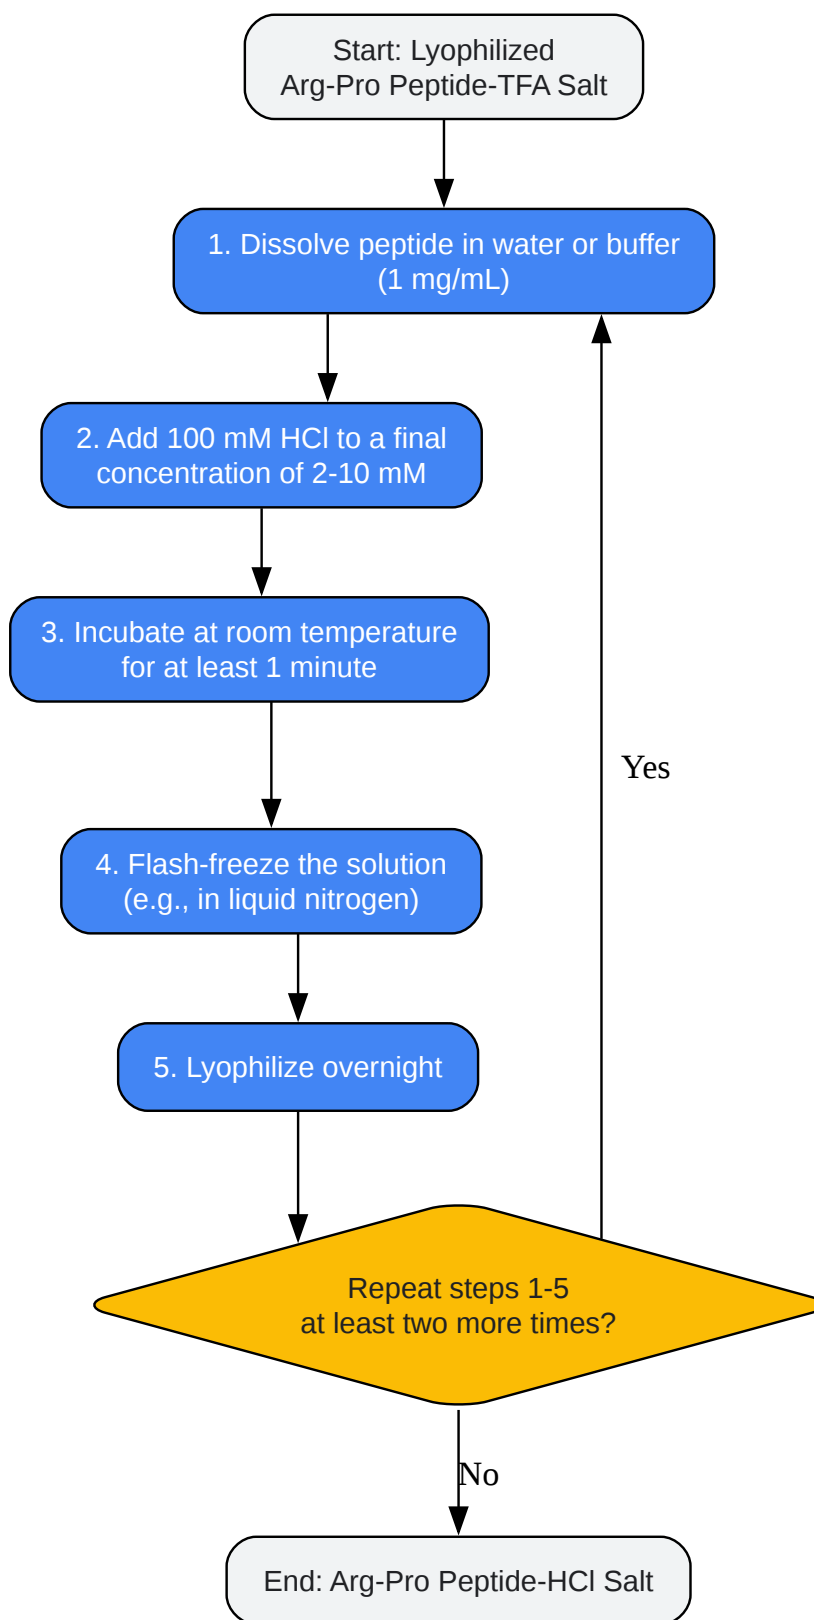 Start: Lyophilized
Arg-Pro Peptide-TFA Salt
1. Dissolve peptide in water or buffer
(1 mg/mL)
2. Add 100 mM HCl to a final
concentration of 2-10 mM
3. Incubate at room temperature
for at least 1 minute
Yes
4. Flash-freeze the solution
(e.g., in liquid nitrogen)
5. Lyophilize overnight
Repeat steps 1-5
at least two more times?
No
End: Arg-Pro Peptide-HCl Salt